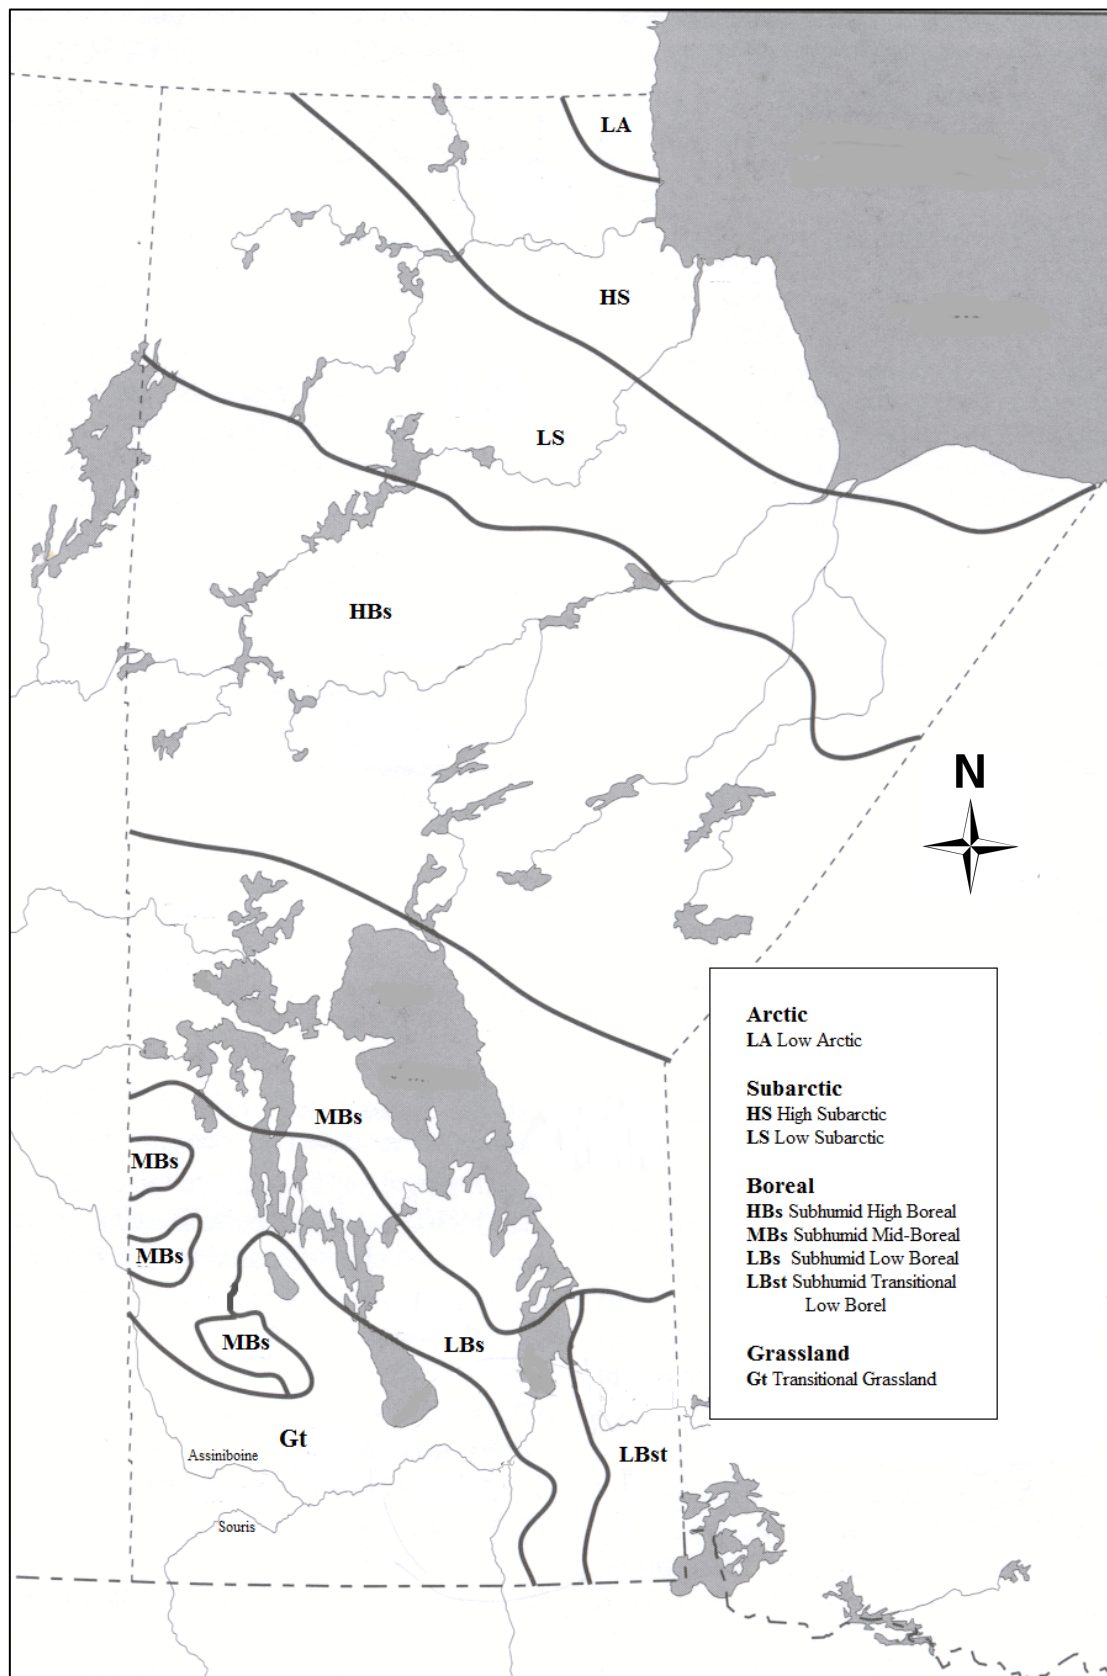 LA
HS
LS
HBs
N
Arctic
LA Low Arctic
Subarctic
HS High Subarctic
LS Low Subarctic
Boreal
HBs Subhumid High Boreal
MBs Subhumid Mid-Boreal
LBs Subhumid Low Boreal
LBst Subhumid Transitional
Low Borel
Grassland
Gt Transitional Grassland
MBs
MBs
MBs
MBs
LBs
Gt
LBst
Assiniboine
Souris